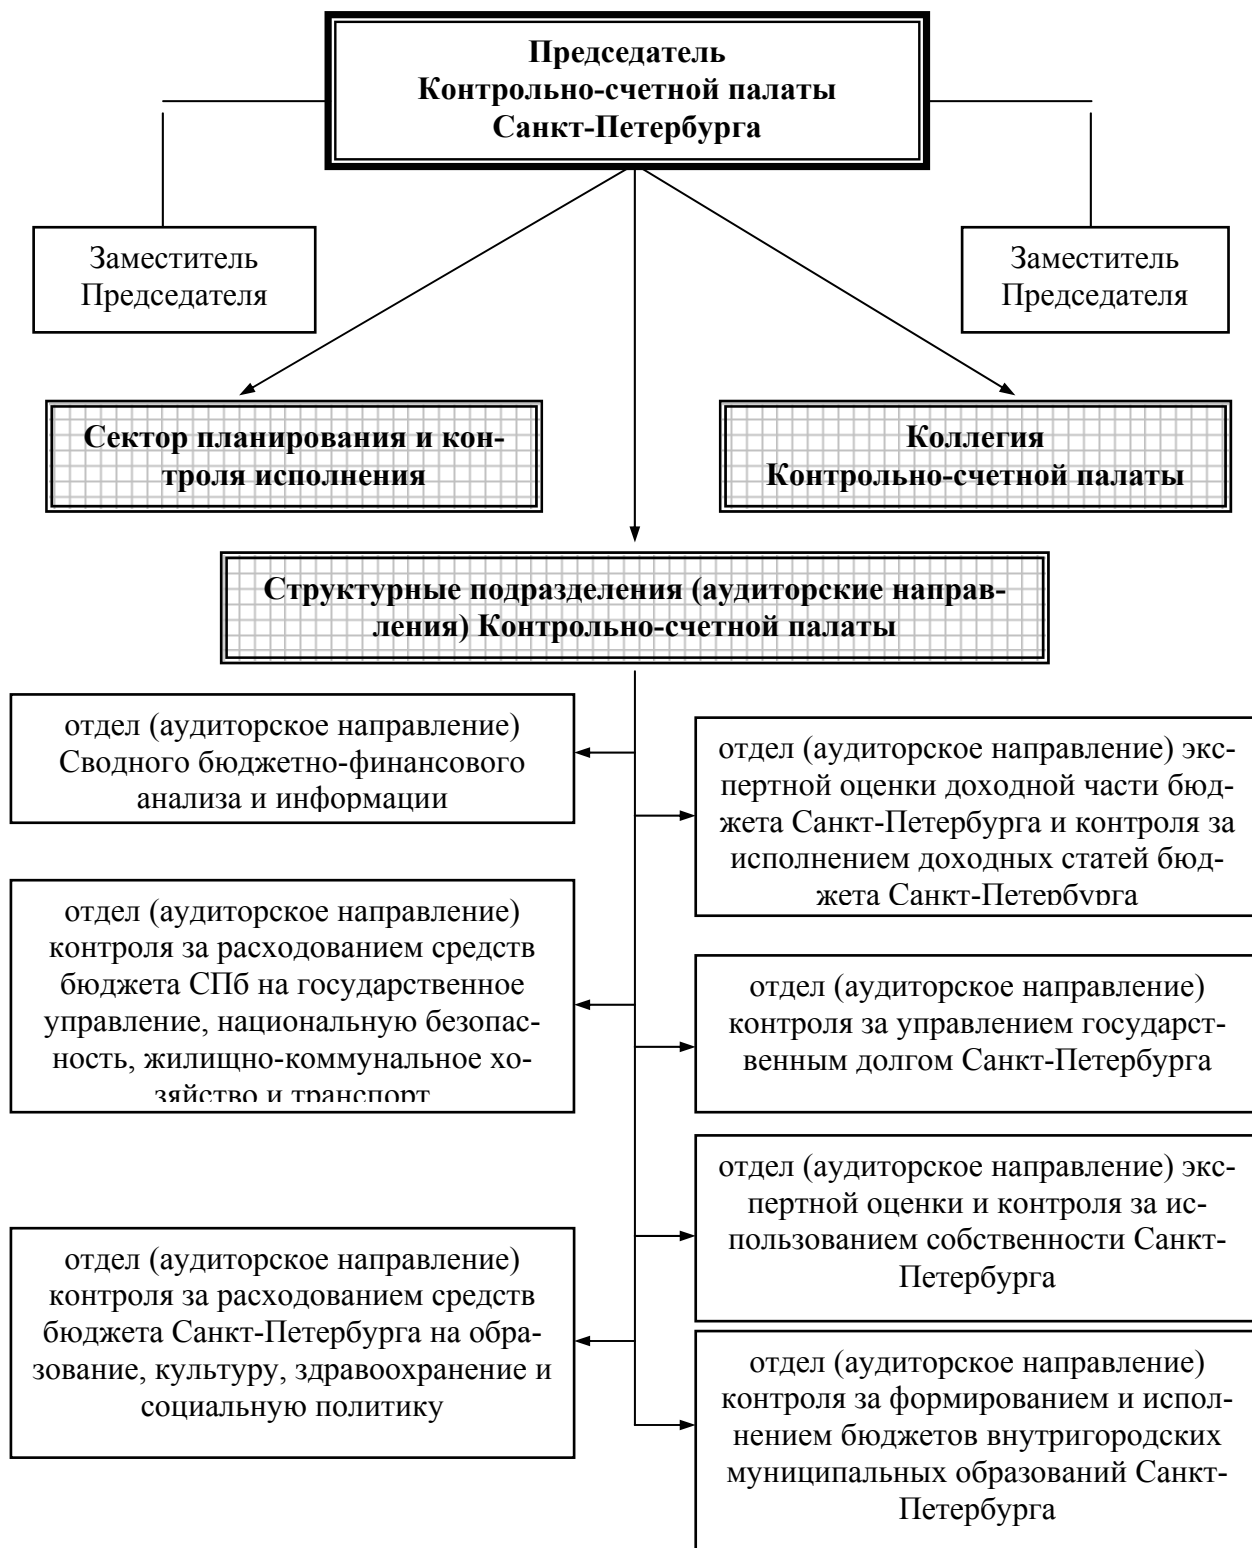 Председатель
Контрольно-счетной палаты
Санкт-Петербурга
Заместитель
Председателя
Заместитель
Председателя
Сектор планирования и кон-
троля исполнения
Коллегия
Контрольно-счетной палаты
Структурные подразделения (аудиторские направ-
ления) Контрольно-счетной палаты
отдел (аудиторское направление)
Сводного бюджетно-финансового
анализа и информации
отдел (аудиторское направление) экс-
пертной оценки доходной части бюд-
жета Санкт-Петербурга и контроля за
исполнением доходных статей бюд-
жета Санкт-Петербурга
отдел (аудиторское направление)
контроля за расходованием средств
бюджета СПб на государственное
управление, национальную безопас-
ность, жилищно-коммунальное хо-
зяйство и транспорт
отдел (аудиторское направление)
контроля за управлением государст-
венным долгом Санкт-Петербурга
отдел (аудиторское направление) экс-
пертной оценки и контроля за ис-
пользованием собственности Санкт-
Петербурга
отдел (аудиторское направление)
контроля за расходованием средств
бюджета Санкт-Петербурга на обра-
зование, культуру, здравоохранение и
социальную политику
отдел (аудиторское направление)
контроля за формированием и испол-
нением бюджетов внутригородских
муниципальных образований Санкт-
Петербурга